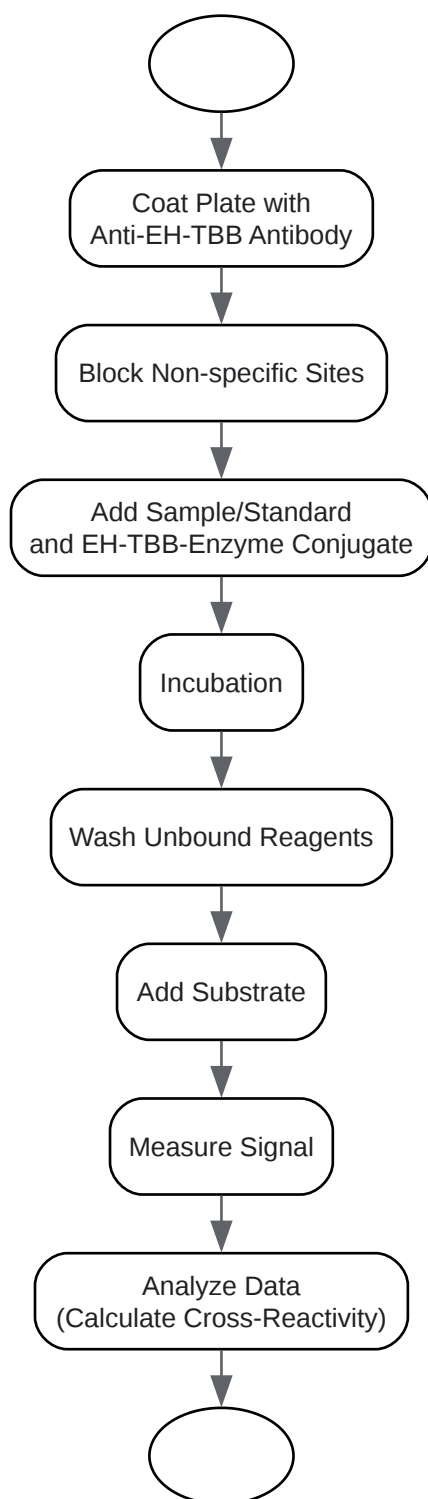 Coat Plate with
Anti-EH-TBB Antibody
Block Non-specific Sites
Add Sample/Standard
and EH-TBB-Enzyme Conjugate
Incubation
Wash Unbound Reagents
Add Substrate
Measure Signal
Analyze Data
(Calculate Cross-Reactivity)